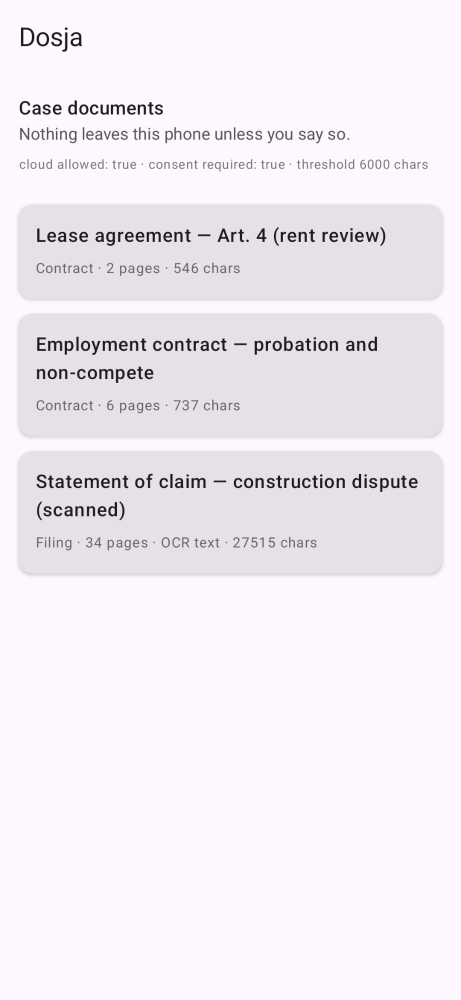 Dosja
Case documents
Nothing leaves this phone unless you say so.
cloud allowed: true · consent required: true · threshold 6000 chars
Lease agreement — Art. 4 (rent review)
Contract · 2 pages · 546 chars
Employment contract — probation and
non-compete
Contract · 6 pages · 737 chars
Statement of claim — construction dispute
(scanned)
Filing · 34 pages · OCR text · 27515 chars